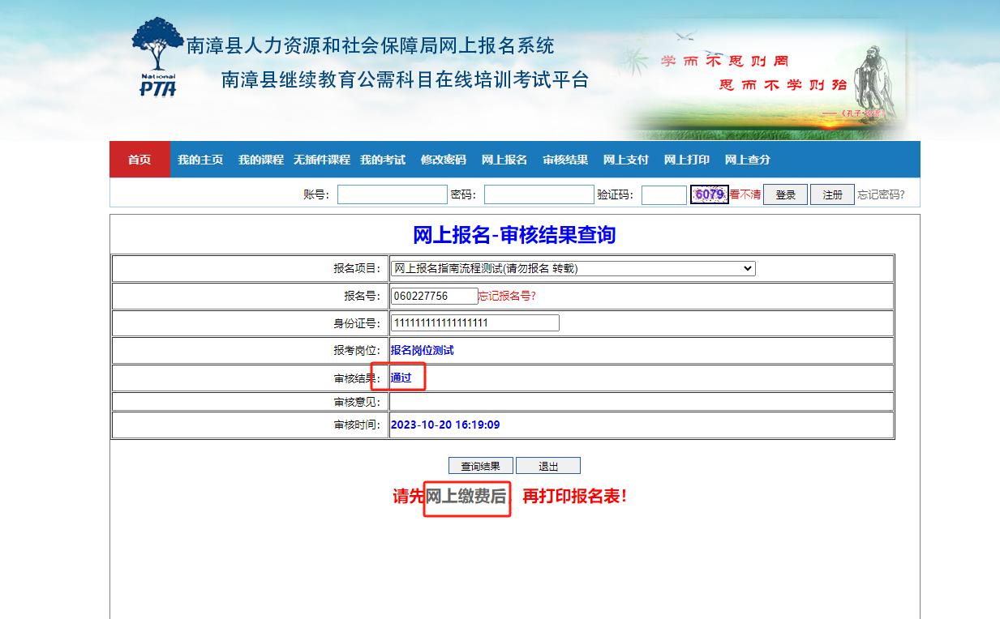 南漳县人力资源和社会保障局网上报名系统
南漳县继续教育公需科目在线培训考试平台
National
PTA
学而不思则罔
思而不学则殆
——《孔子·论语》
首页 我的主页 我的课程 无插件课程 我的考试 修改密码 网上报名 审核结果 网上支付 网上打印 网上查分
账号： 密码： 验证码： 6079 看不清 登录 注册 忘记密码?
网上报名-审核结果查询
报名项目： 网上报名指南流程测试(请勿报名 转载)
报名号： 060227756 忘记报名号?
身份证号： 111111111111111111
报考岗位： 报名岗位测试
审核结果： 通过
审核意见：
审核时间： 2023-10-20 16:19:09
查询结果 退出
请先网上缴费后，再打印报名表！